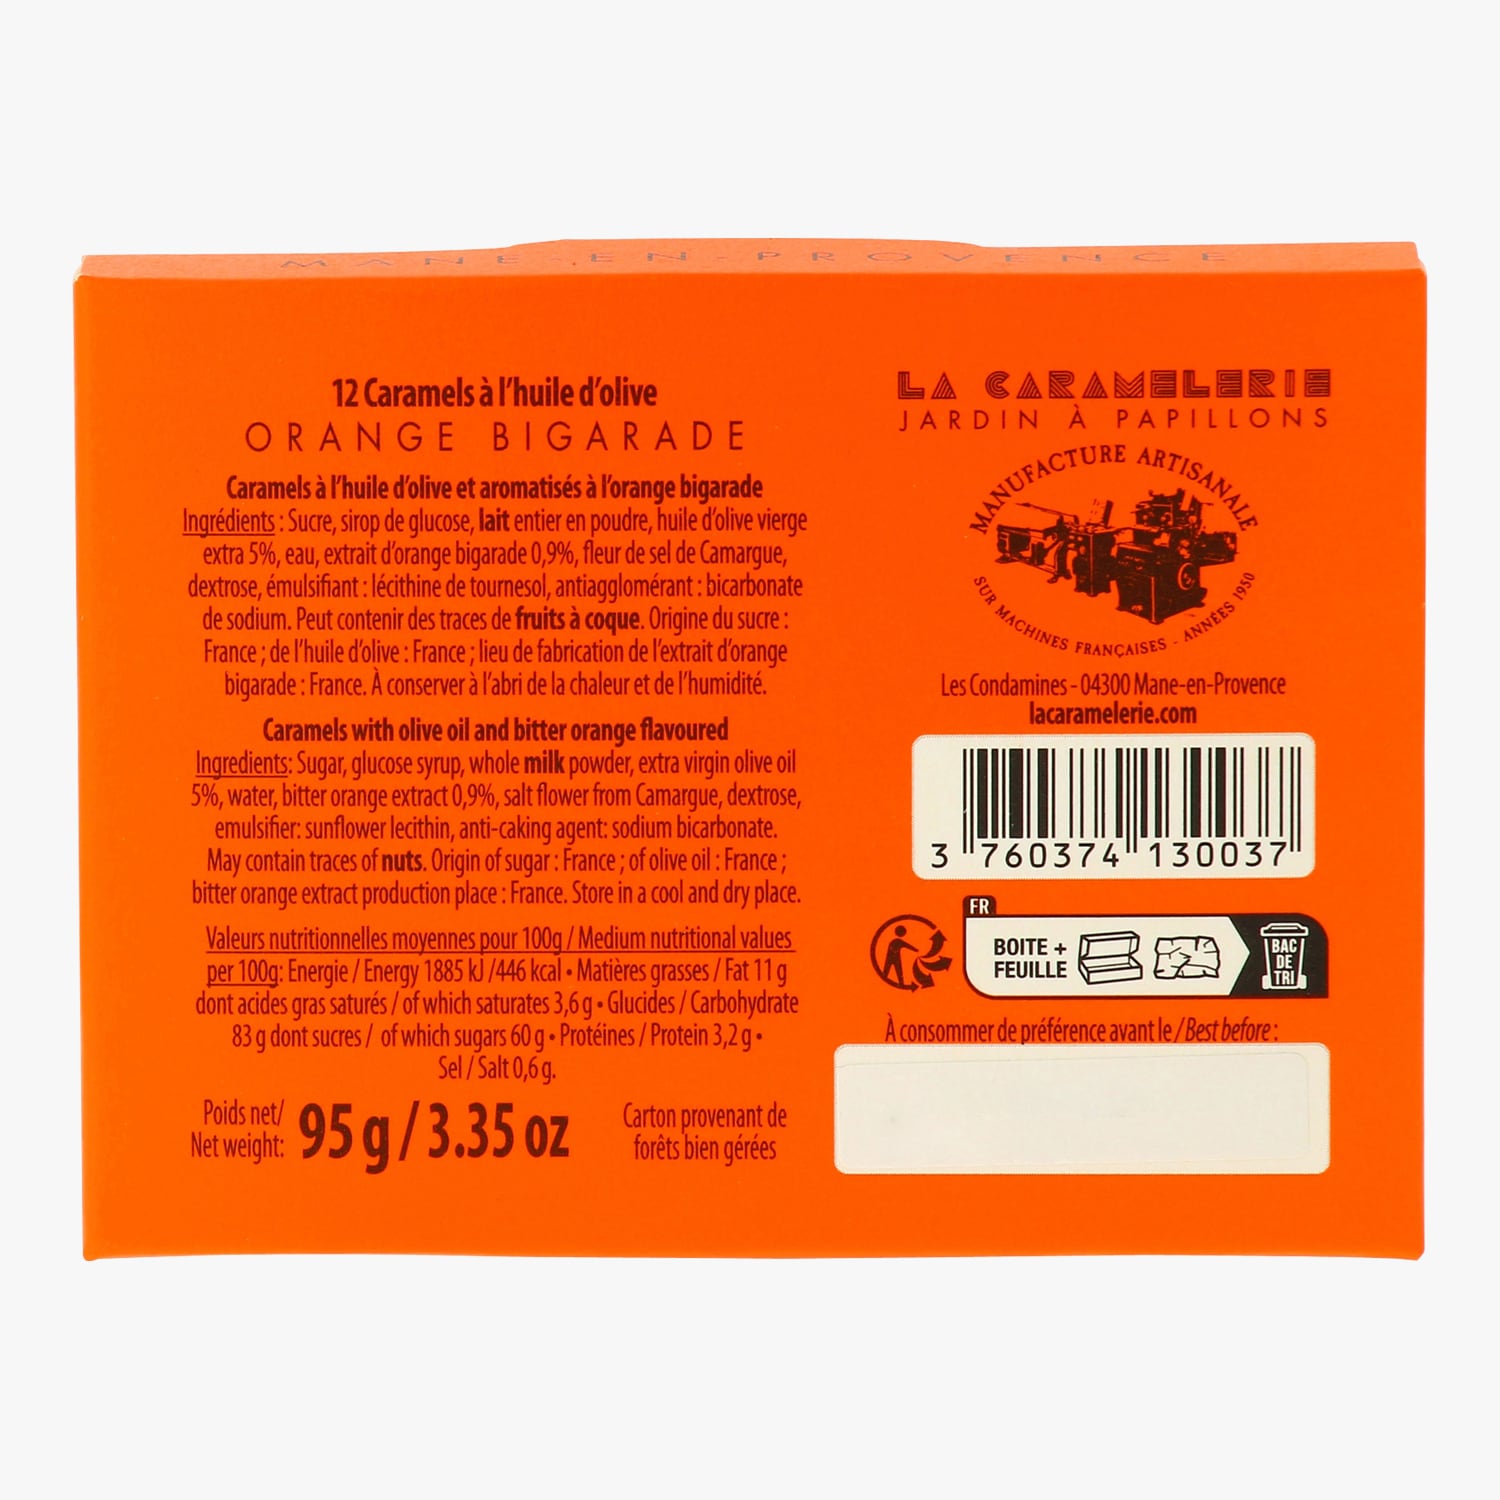 MANE-EN-PROVENCE
12 Caramels à l'huile d'olive
ORANGE BIGARADE
Caramels à l'huile d'olive et aromatisés à l'orange bigarade
Ingrédients : Sucre, sirop de glucose, lait entier en poudre, huile d'olive vierge
extra 5%, eau, extrait d'orange bigarade 0,9%, fleur de sel de Camargue,
dextrose, émulsifiant : lécithine de tournesol, antiagglomérant : bicarbonate
de sodium. Peut contenir des traces de fruits à coque. Origine du sucre :
France ; de l'huile d'olive : France ; lieu de fabrication de l'extrait d'orange
bigarade : France. À conserver à l'abri de la chaleur et de l'humidité.
Caramels with olive oil and bitter orange flavoured
Ingredients: Sugar, glucose syrup, whole milk powder, extra virgin olive oil
5%, water, bitter orange extract 0,9%, salt flower from Camargue, dextrose,
emulsifier: sunflower lecithin, anti-caking agent: sodium bicarbonate.
May contain traces of nuts. Origin of sugar : France ; of olive oil : France ;
bitter orange extract production place : France. Store in a cool and dry place.
Valeurs nutritionnelles moyennes pour 100g / Medium nutritional values
per 100g: Energie / Energy 1885 kJ /446 kcal • Matières grasses / Fat 11 g
dont acides gras saturés / of which saturates 3,6 g • Glucides / Carbohydrate
83 g dont sucres / of which sugars 60 g • Protéines / Protein 3,2 g •
Sel / Salt 0,6 g.
Poids net/
Net weight:
95 g / 3.35 oz
Carton provenant de
forêts bien gérées
LA CARAMELERIE
JARDIN À PAPILLONS
MANUFACTURE ARTISANALE
SUR MACHINES FRANÇAISES - ANNÉES 1950
Les Condamines - 04300 Mane-en-Provence
lacaramelerie.com
3 760374 130037
FR
BOITE +
FEUILLE
BAC
DE
TRI
À consommer de préférence avant le / Best before :